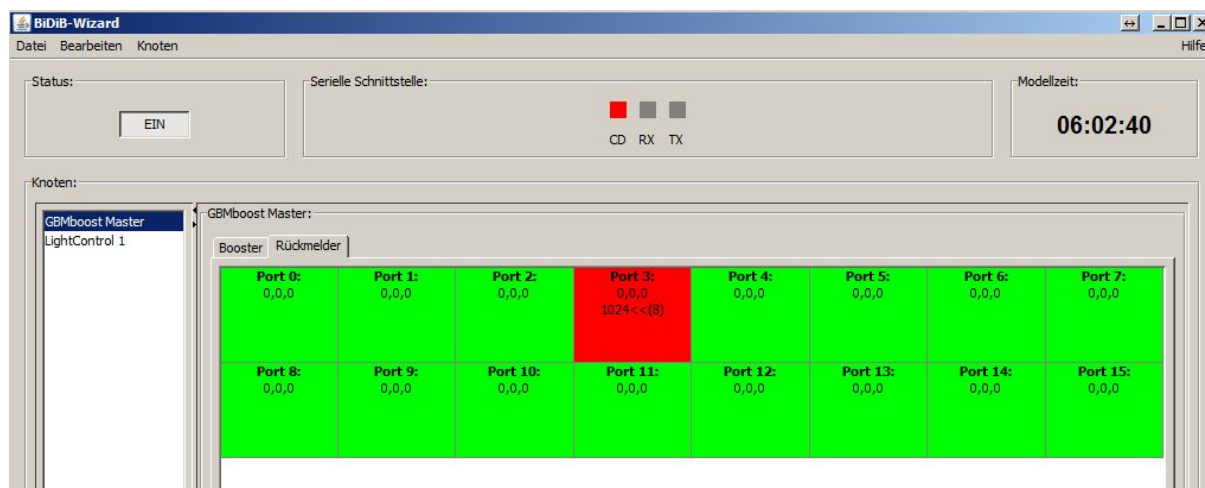 BiDiB-Wizard
Datei Bearbeiten Knoten Hilfe
Status: Serielle Schnittstelle: Modellzeit:
EIN 06:02:40
CD RX TX
Knoten:
GBMboost Master
LightControl 1
GBMboost Master:
Booster Rückmelder
Port 0: Port 1: Port 2: Port 3: Port 4: Port 5: Port 6: Port 7:
0,0,0 0,0,0 0,0,0 0,0,0 0,0,0 0,0,0 0,0,0 0,0,0
1024<<(8)
Port 8: Port 9: Port 10: Port 11: Port 12: Port 13: Port 14: Port 15:
0,0,0 0,0,0 0,0,0 0,0,0 0,0,0 0,0,0 0,0,0 0,0,0